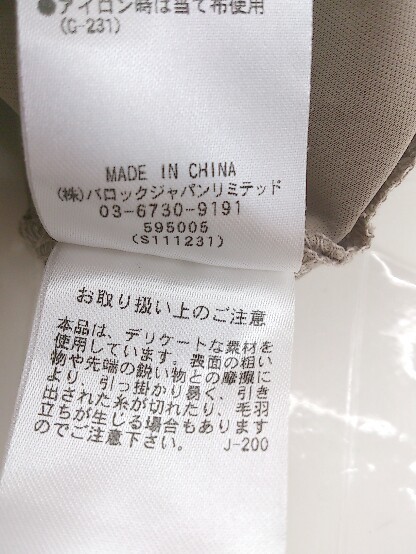 ●アイロン時は当て布使用
(G-231)
MADE IN CHINA
(株)バロックジャパンリミテッド
03-6730-9191
595005
(S111231)
お取り扱い上のご注意
本品は、デリケートな素材を
使用しています。表面の粗い
物や先端の鋭い物との摩擦に
より、引っ掛かり易く、引き
出された糸が切れたり、毛羽
立ちが生じる場合もあります
のでご注意下さい。 J-200